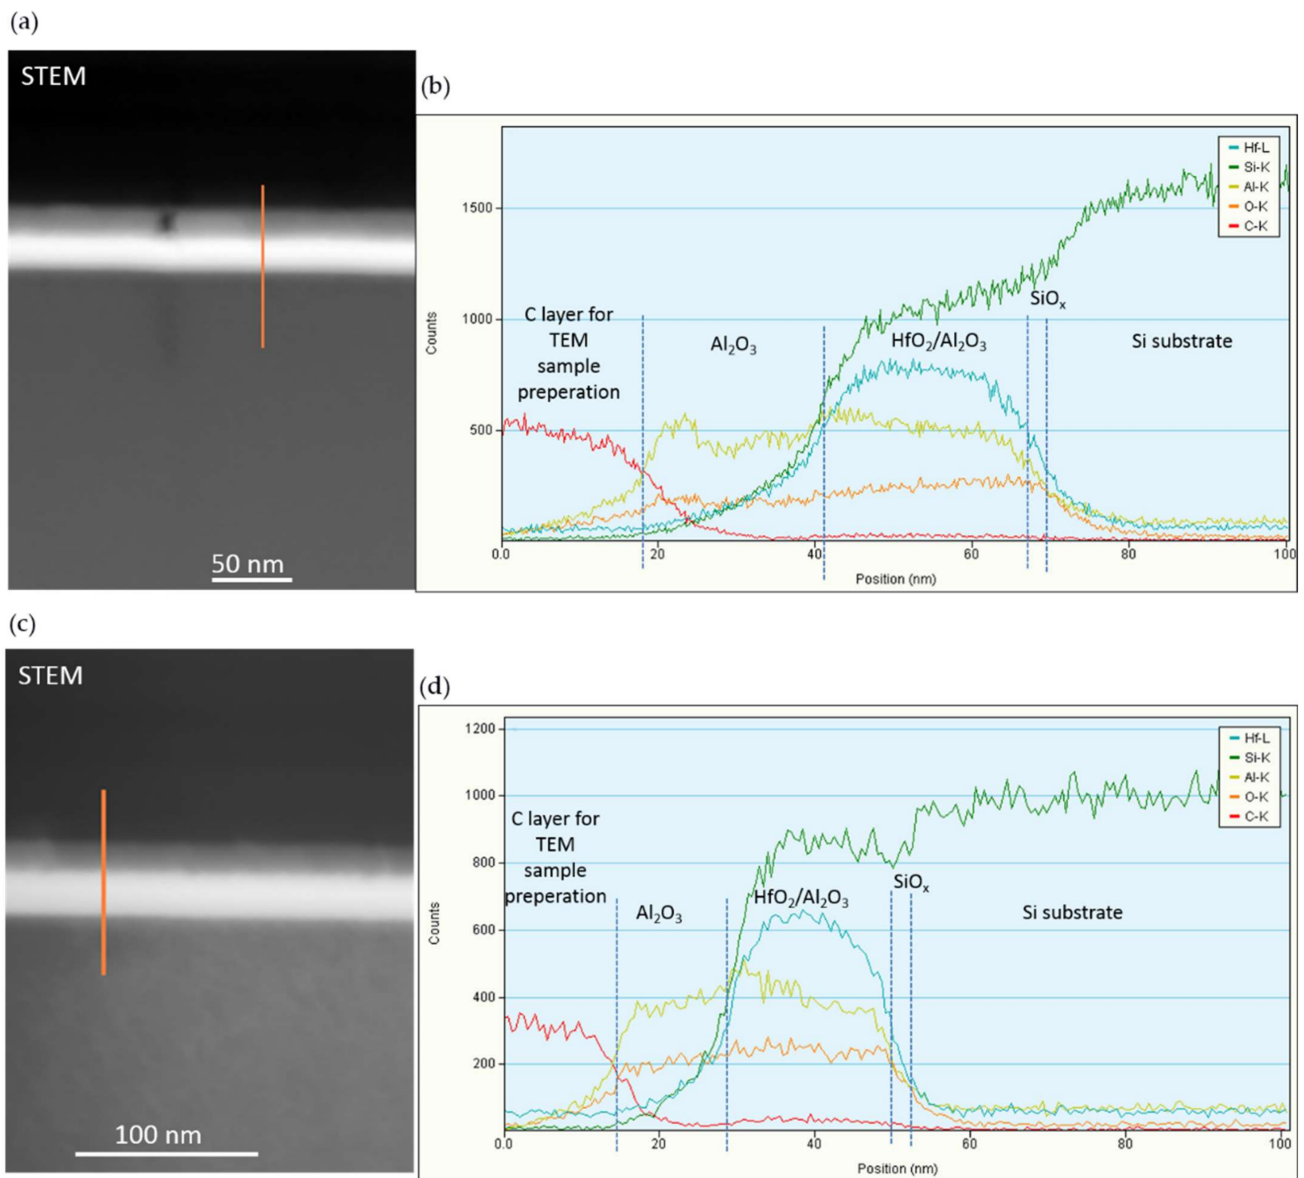 (a)
STEM
50 nm
(b)
1500
1000
500
Counts
Hf-L
Si-K
Al-K
O-K
C-K
C layer for
TEM
sample
preperation
Al₂O₃
HfO₂/Al₂O₃
SiOₓ
Si substrate
0.0 20 40 60 80 100
Position (nm)
(c)
STEM
100 nm
(d)
1200
1000
800
600
400
200
Counts
Hf-L
Si-K
Al-K
O-K
C-K
C layer for
TEM
sample
preperation
Al₂O₃
HfO₂/Al₂O₃
SiOₓ
Si substrate
0.0 20 40 60 80 100
Position (nm)